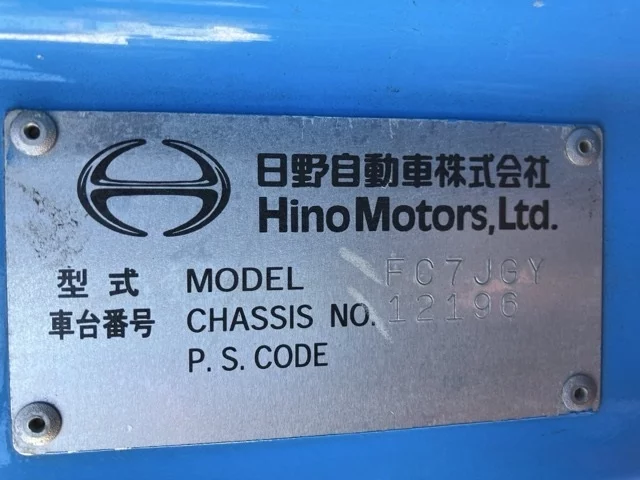 日野自動車株式会社
Hino Motors, Ltd.
型式 MODEL FC7JGY
車台番号 CHASSIS NO. 12196
P. S. CODE